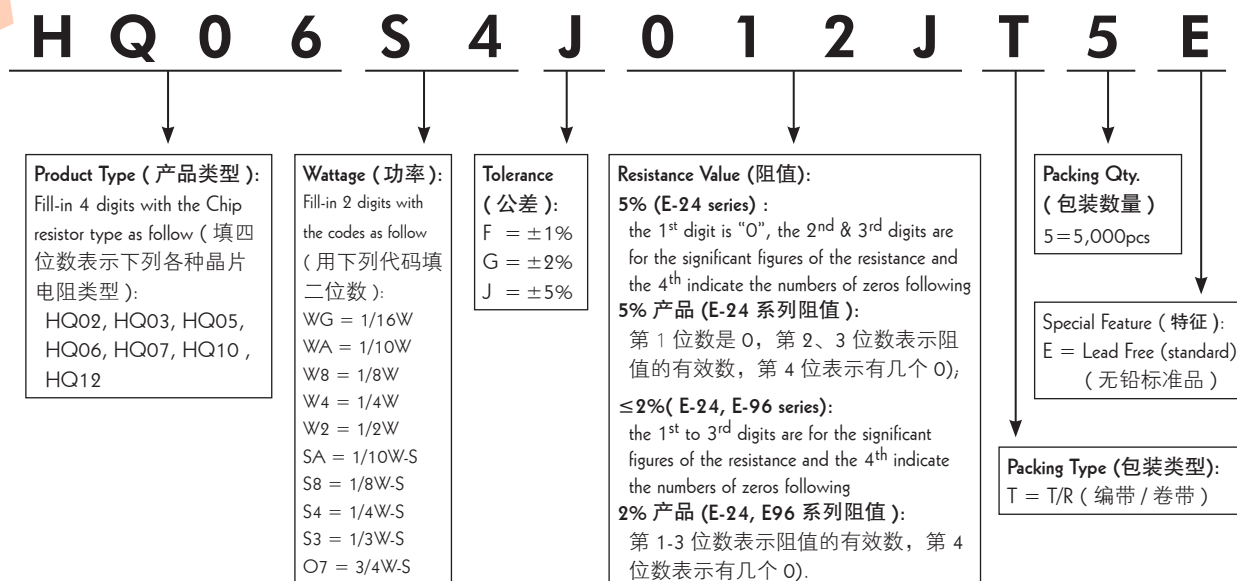 H Q 0 6 S 4 J 0 1 2 J T 5 E
Product Type ( 产品类型 ):
Fill-in 4 digits with the Chip
resistor type as follow ( 填四
位数表示下列各种晶片
电阻类型 ):
HQ02, HQ03, HQ05,
HQ06, HQ07, HQ10 ,
HQ12
Wattage ( 功率 ):
Fill-in 2 digits with
the codes as follow
( 用下列代码填
二位数 ):
WG = 1/16W
WA = 1/10W
W8 = 1/8W
W4 = 1/4W
W2 = 1/2W
SA = 1/10W-S
S8 = 1/8W-S
S4 = 1/4W-S
S3 = 1/3W-S
O7 = 3/4W-S
Tolerance
( 公差 ):
F = ±1%
G = ±2%
J = ±5%
Resistance Value (阻值):
5% (E-24 series) :
the 1st digit is “0”, the 2nd & 3rd digits are
for the significant figures of the resistance and
the 4th indicate the numbers of zeros following
5% 产品 (E-24 系列阻值 ):
第 1 位数是 0，第 2、3 位数表示阻
值的有效数，第 4 位表示有几个 0);
≤2%( E-24, E-96 series):
the 1st to 3rd digits are for the significant
figures of the resistance and the 4th indicate
the numbers of zeros following
2% 产品 (E-24, E96 系列阻值 ):
第 1-3 位数表示阻值的有效数，第 4
位数表示有几个 0).
Packing Qty.
( 包装数量 )
5=5,000pcs
Special Feature ( 特征 ):
E = Lead Free (standard)
( 无铅标准品 )
Packing Type (包装类型):
T = T/R ( 编带 / 卷带 )